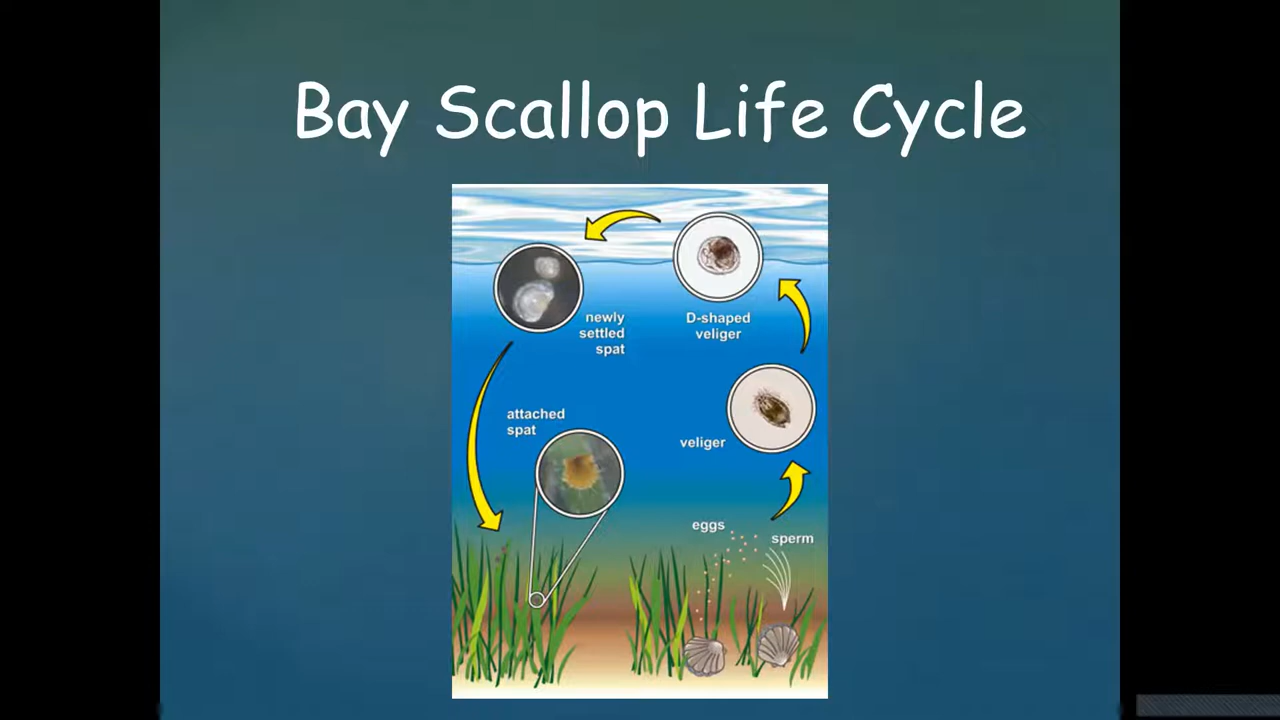 Bay Scallop Life Cycle
newly
settled
spat
D-shaped
veliger
attached
spat
veliger
eggs
sperm